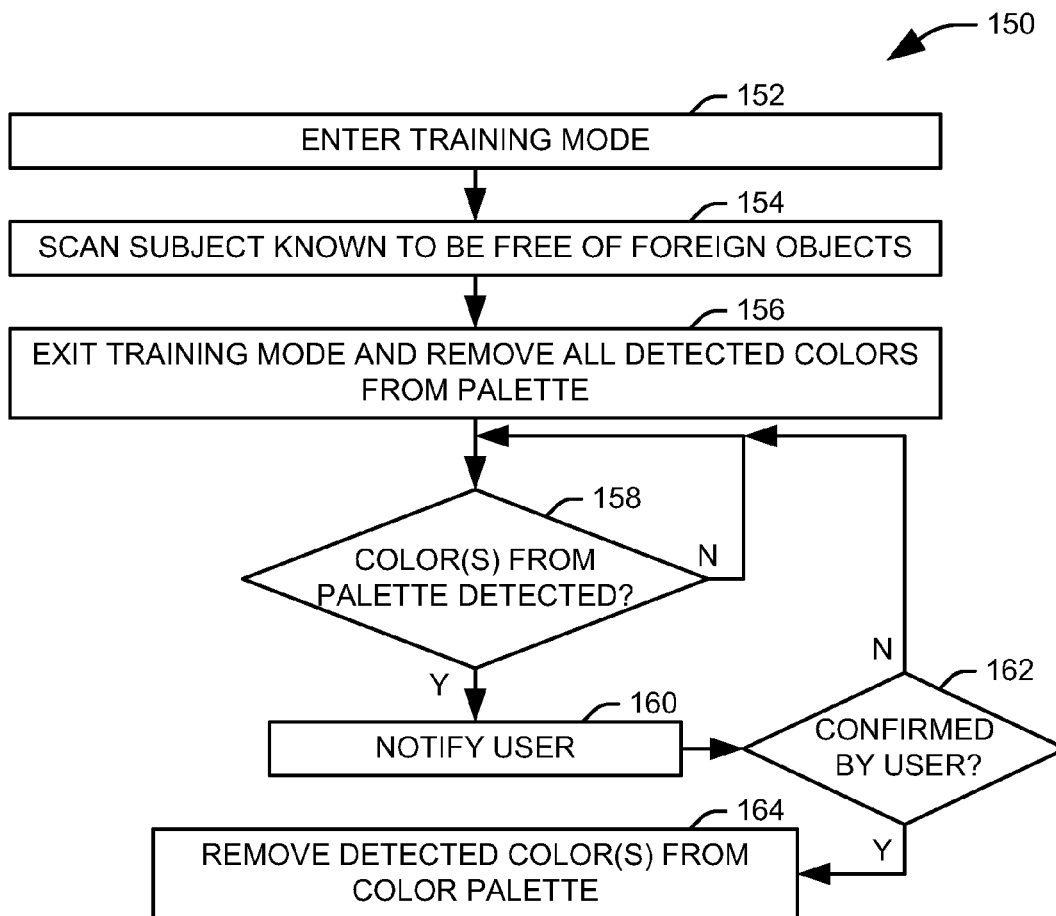 150
152
ENTER TRAINING MODE
154
SCAN SUBJECT KNOWN TO BE FREE OF FOREIGN OBJECTS
156
EXIT TRAINING MODE AND REMOVE ALL DETECTED COLORS
FROM PALETTE
158
COLOR(S) FROM
PALETTE DETECTED?
N
Y
160
NOTIFY USER
N
162
CONFIRMED
BY USER?
Y
164
REMOVE DETECTED COLOR(S) FROM
COLOR PALETTE